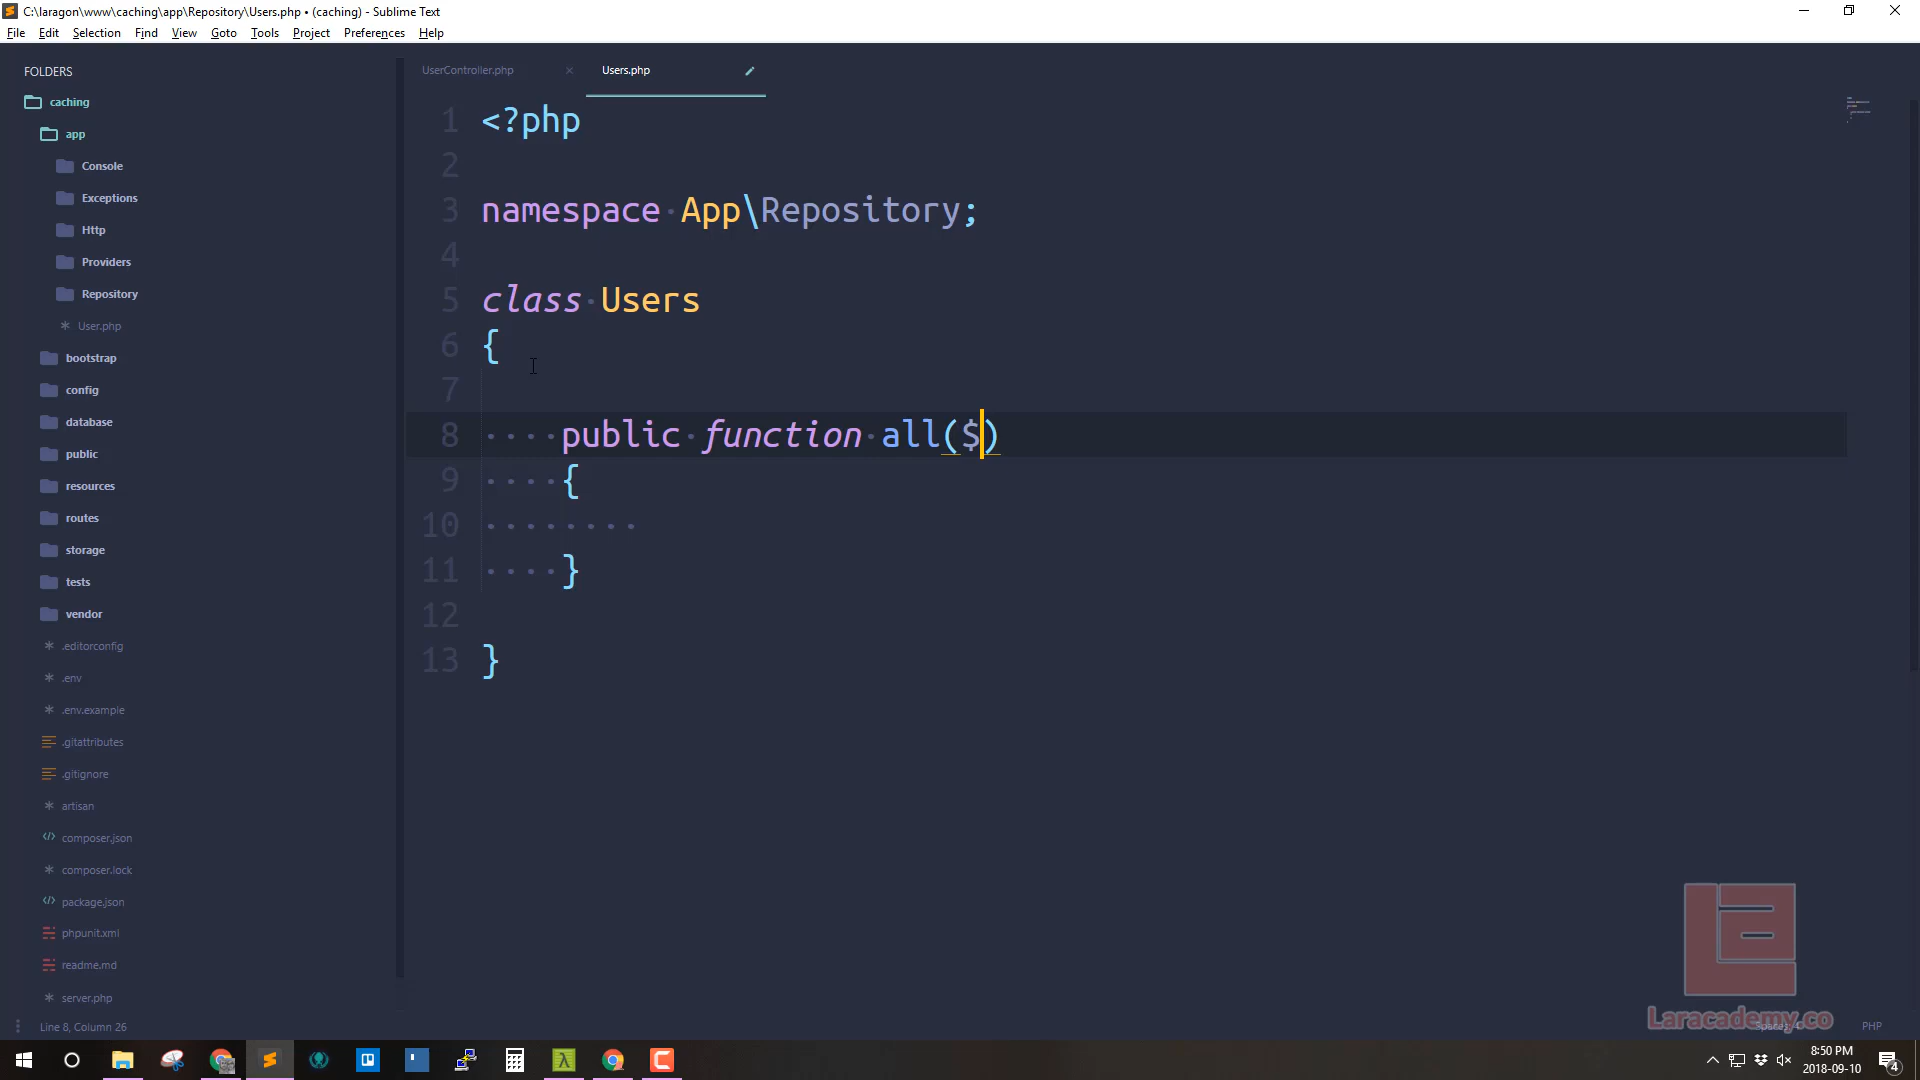 C:\laragon\www\caching\app\Repository\Users.php • (caching) - Sublime Text
File Edit Selection Find View Goto Tools Project Preferences Help
FOLDERS
caching
app
Console
Exceptions
Http
Providers
Repository
User.php
bootstrap
config
database
public
resources
routes
storage
tests
vendor
.editorconfig
.env
.env.example
.gitattributes
.gitignore
artisan
composer.json
composer.lock
package.json
phpunit.xml
readme.md
server.php
UserController.php
Users.php
1 <?php
2
3 namespace App\Repository;
4
5 class Users
6 {
7
8 public function all($)
9 {
10
11 }
12
13 }
Laracademy.co
Line 8, Column 26
Spaces: 4
PHP
8:50 PM
2018-09-10
4